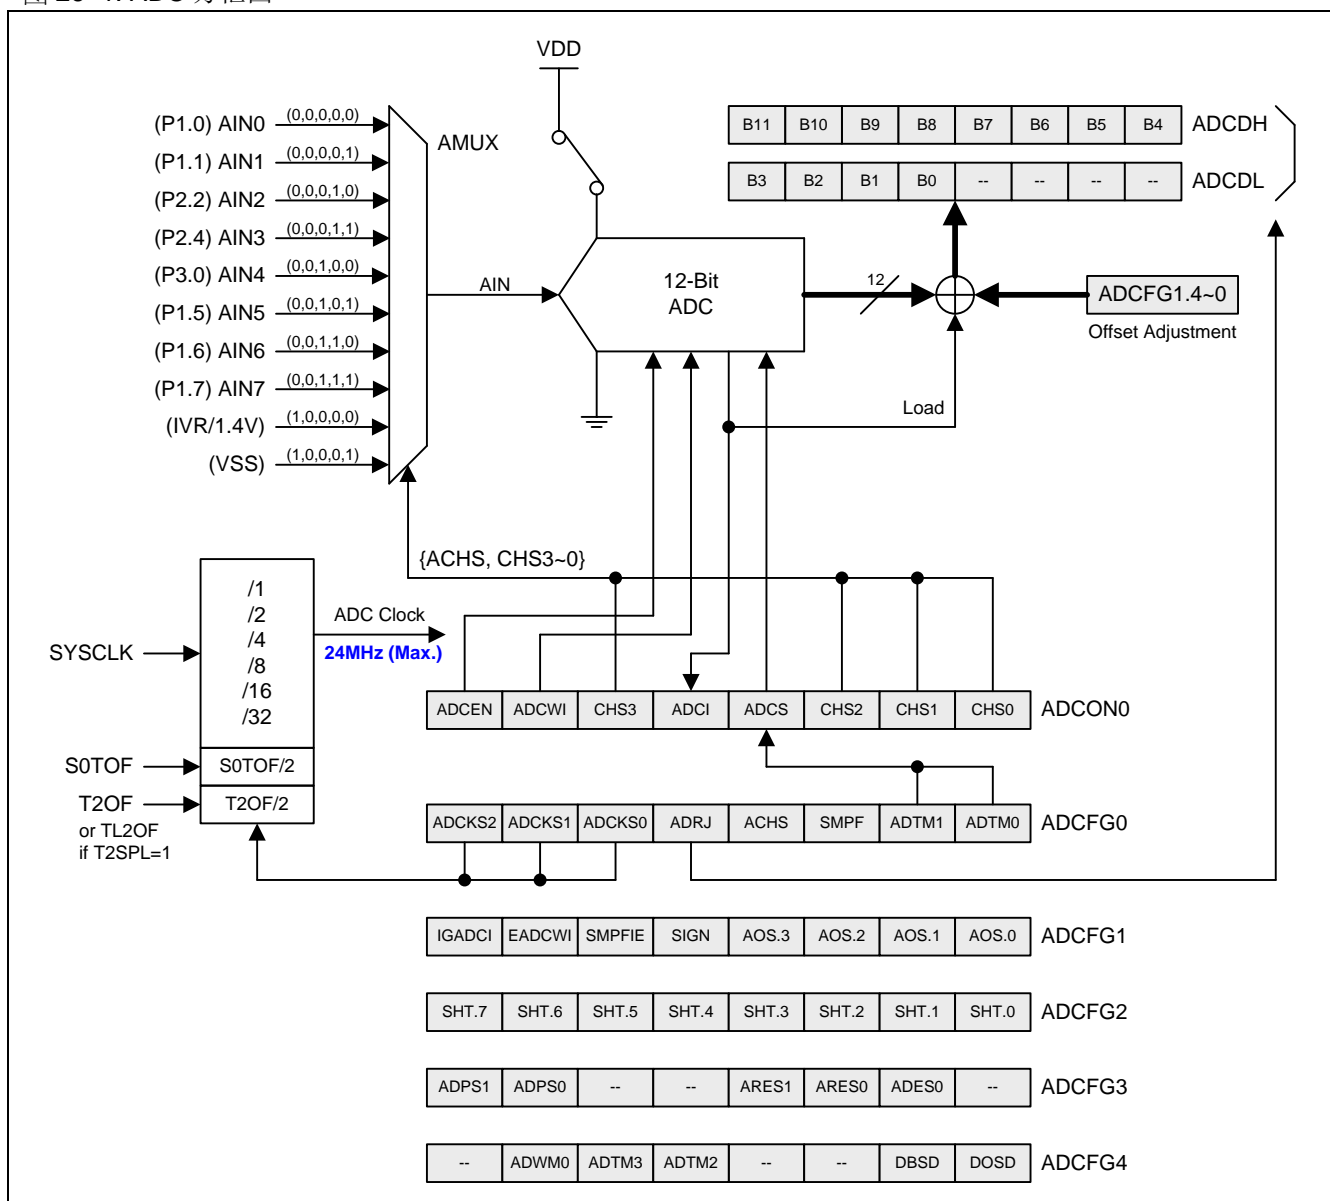 VDD
(P1.0) AIN0 (0,0,0,0,0)
(P1.1) AIN1 (0,0,0,0,1)
(P2.2) AIN2 (0,0,0,1,0)
(P2.4) AIN3 (0,0,0,1,1)
(P3.0) AIN4 (0,0,1,0,0)
(P1.5) AIN5 (0,0,1,0,1)
(P1.6) AIN6 (0,0,1,1,0)
(P1.7) AIN7 (0,0,1,1,1)
(IVR/1.4V) (1,0,0,0,0)
(VSS) (1,0,0,0,1)
AMUX
AIN
12-Bit
ADC
12
B11 B10 B9 B8 B7 B6 B5 B4 ADCDH
B3 B2 B1 B0 -- -- -- -- ADCDL
ADCFG1.4~0
Offset Adjustment
Load
{ACHS, CHS3~0}
SYSCLK
/1
/2
/4
/8
/16
/32
ADC Clock
24MHz (Max.)
S0TOF S0TOF/2
T2OF T2OF/2
or TL2OF
if T2SPL=1
ADCEN ADCWI CHS3 ADCI ADCS CHS2 CHS1 CHS0 ADCON0
ADCKS2 ADCKS1 ADCKS0 ADRJ ACHS SMPF ADTM1 ADTM0 ADCFG0
IGADCI EADCWI SMPFIE SIGN AOS.3 AOS.2 AOS.1 AOS.0 ADCFG1
SHT.7 SHT.6 SHT.5 SHT.4 SHT.3 SHT.2 SHT.1 SHT.0 ADCFG2
ADPS1 ADPS0 -- -- ARES1 ARES0 ADES0 -- ADCFG3
-- ADWM0 ADTM3 ADTM2 -- -- DBSD DOSD ADCFG4